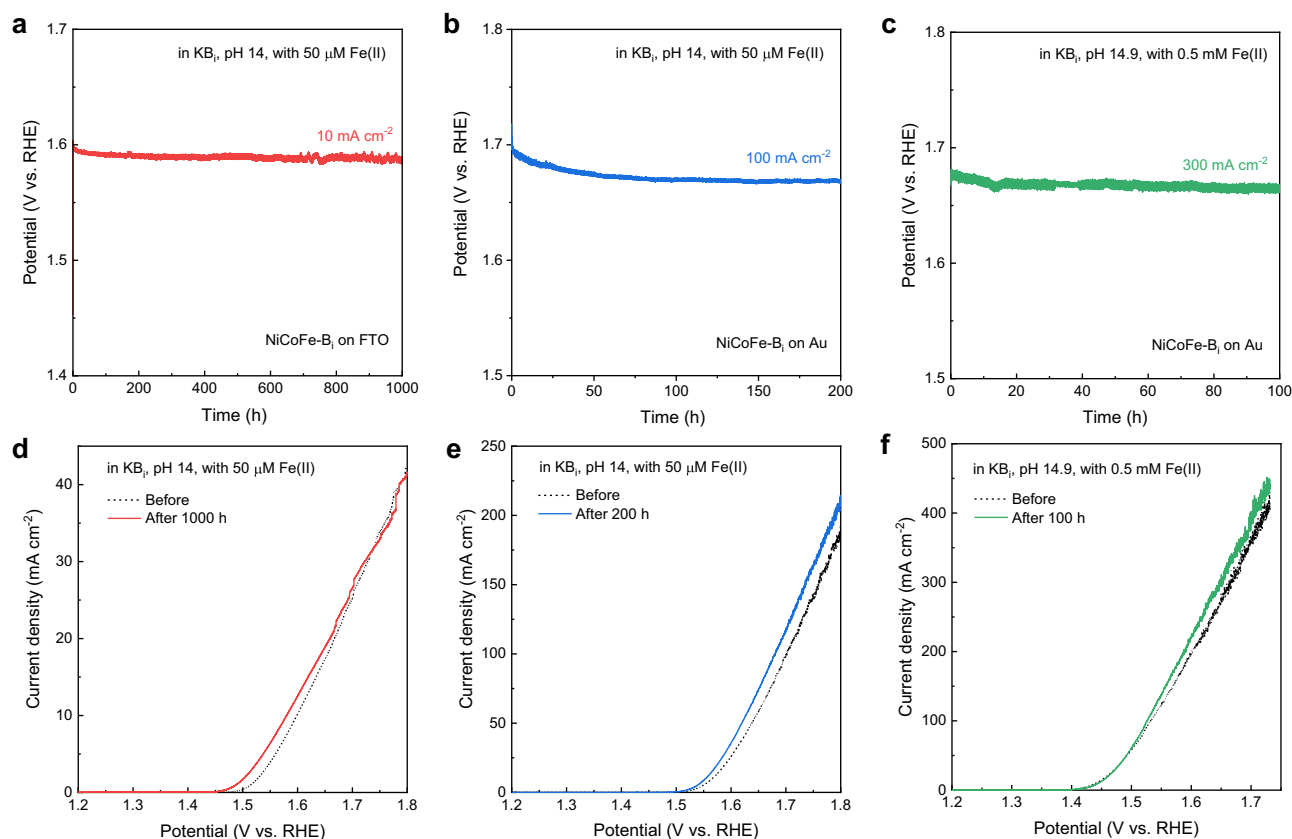 a
1.7
1.6
1.5
1.4
Potential (V vs. RHE)
in KBi, pH 14, with 50 μM Fe(II)
10 mA cm-2
NiCoFe-Bi on FTO
0 200 400 600 800 1000
Time (h)
b
1.8
1.7
1.6
1.5
Potential (V vs. RHE)
in KBi, pH 14, with 50 μM Fe(II)
100 mA cm-2
NiCoFe-Bi on Au
0 50 100 150 200
Time (h)
c
1.8
1.7
1.6
1.5
Potential (V vs. RHE)
in KBi, pH 14.9, with 0.5 mM Fe(II)
300 mA cm-2
NiCoFe-Bi on Au
0 20 40 60 80 100
Time (h)
d
40
30
20
10
0
Current density (mA cm-2)
in KBi, pH 14, with 50 μM Fe(II)
Before
After 1000 h
1.2 1.3 1.4 1.5 1.6 1.7 1.8
Potential (V vs. RHE)
e
250
200
150
100
50
0
Current density (mA cm-2)
in KBi, pH 14, with 50 μM Fe(II)
Before
After 200 h
1.2 1.3 1.4 1.5 1.6 1.7 1.8
Potential (V vs. RHE)
f
500
400
300
200
100
0
Current density (mA cm-2)
in KBi, pH 14.9, with 0.5 mM Fe(II)
Before
After 100 h
1.2 1.3 1.4 1.5 1.6 1.7
Potential (V vs. RHE)